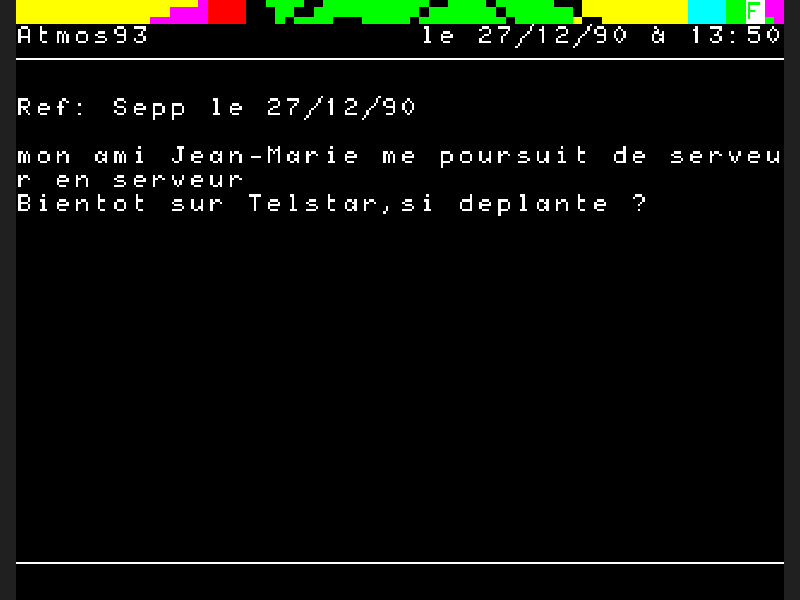 F
Atmos93 le 27/12/90 à 13:50
Ref: Sepp le 27/12/90
mon ami Jean-Marie me poursuit de serveu
r en serveur
Bientot sur Telstar,si deplante ?